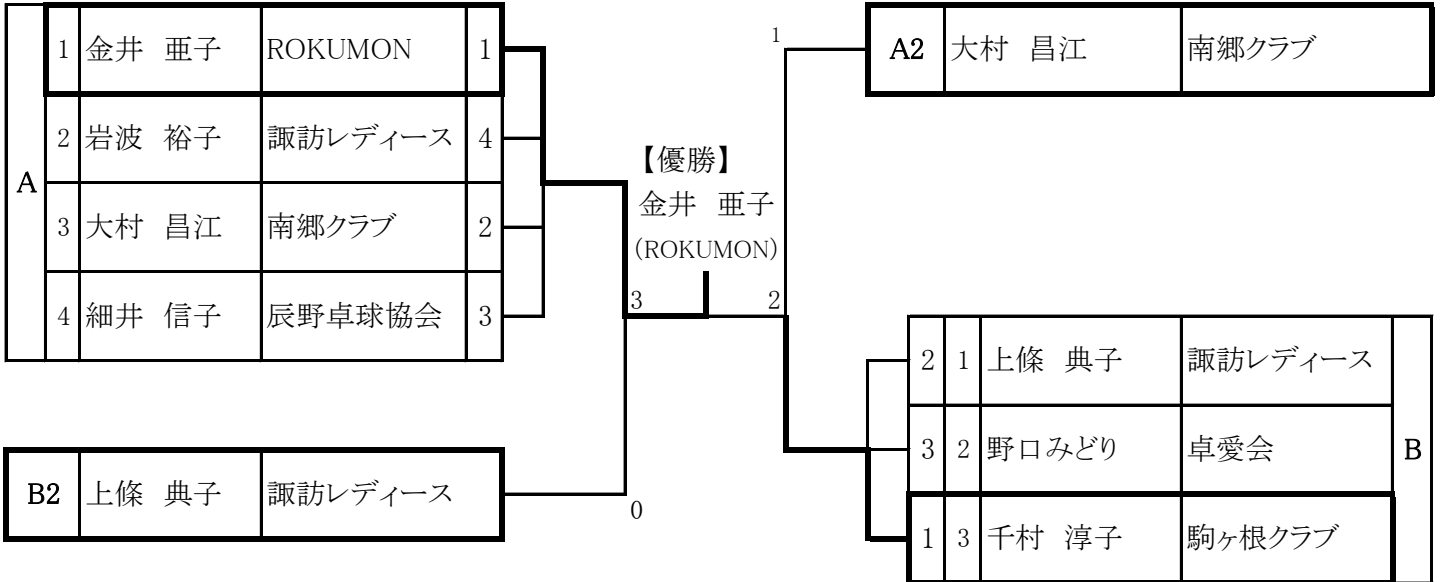 A
1 金井 亜子 ROKUMON 1
2 岩波 裕子 諏訪レディース 4
3 大村 昌江 南郷クラブ 2
4 細井 信子 辰野卓球協会 3
B2 上條 典子 諏訪レディース
3
0
【優勝】
金井 亜子
(ROKUMON)
1
2
A2 大村 昌江 南郷クラブ
2 1 上條 典子 諏訪レディース
3 2 野口みどり 卓愛会
1 3 千村 淳子 駒ヶ根クラブ
B